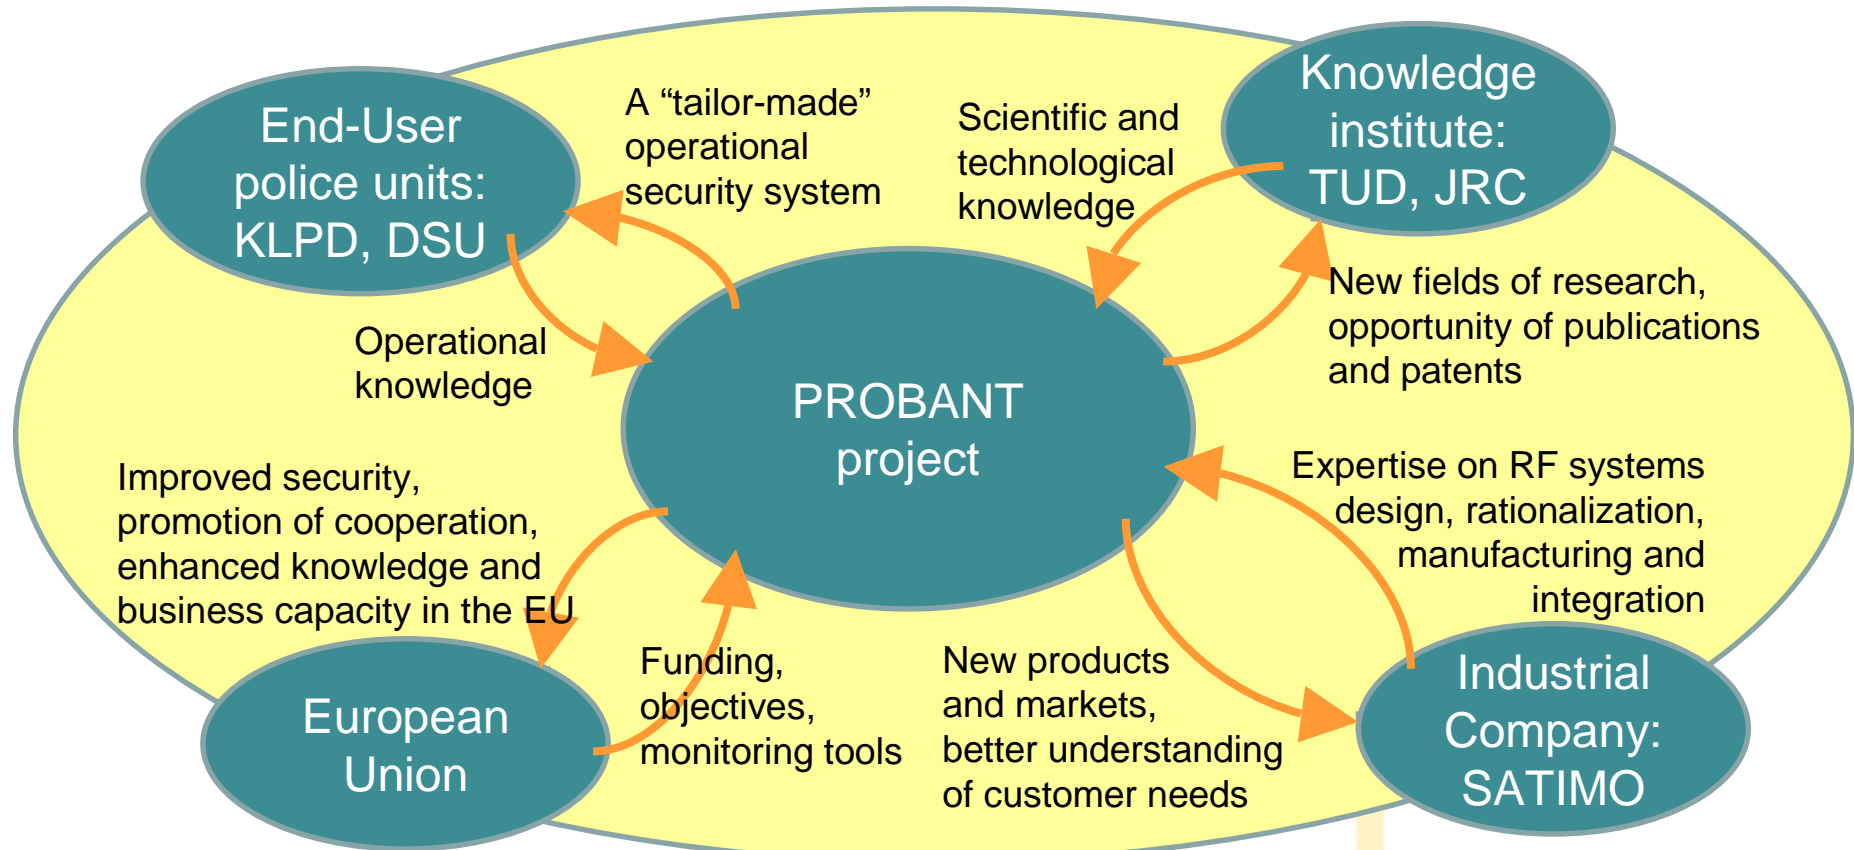 End-User
police units:
KLPD, DSU
A “tailor-made”
operational
security system
Scientific and
technological
knowledge
Knowledge
institute:
TUD, JRC
Operational
knowledge
New fields of research,
opportunity of publications
and patents
PROBANT
project
Improved security,
promotion of cooperation,
enhanced knowledge and
business capacity in the EU
Expertise on RF systems
design, rationalization,
manufacturing and
integration
European
Union
Funding,
objectives,
monitoring tools
New products
and markets,
better understanding
of customer needs
Industrial
Company:
SATIMO